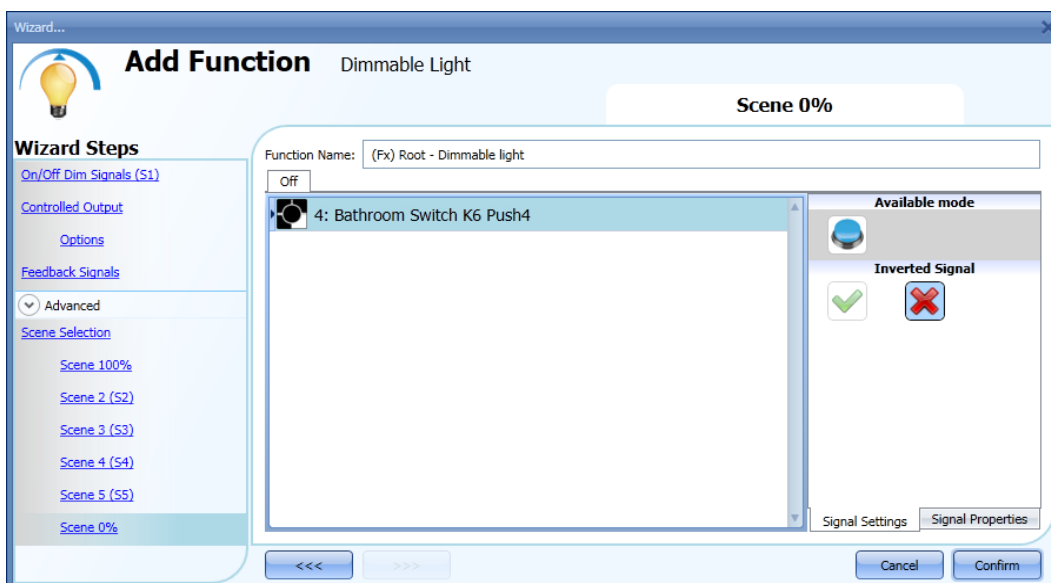 Wizard...
Add Function Dimmable Light
Scene 0%
Wizard Steps
On/Off Dim Signals (S1)
Controlled Output
Options
Feedback Signals
Advanced
Scene Selection
Scene 100%
Scene 2 (S2)
Scene 3 (S3)
Scene 4 (S4)
Scene 5 (S5)
Scene 0%
Function Name: (Fx) Root - Dimmable light
Off
4: Bathroom Switch K6 Push4
Available mode
Inverted Signal
Signal Settings Signal Properties
<<< >>> Cancel Confirm